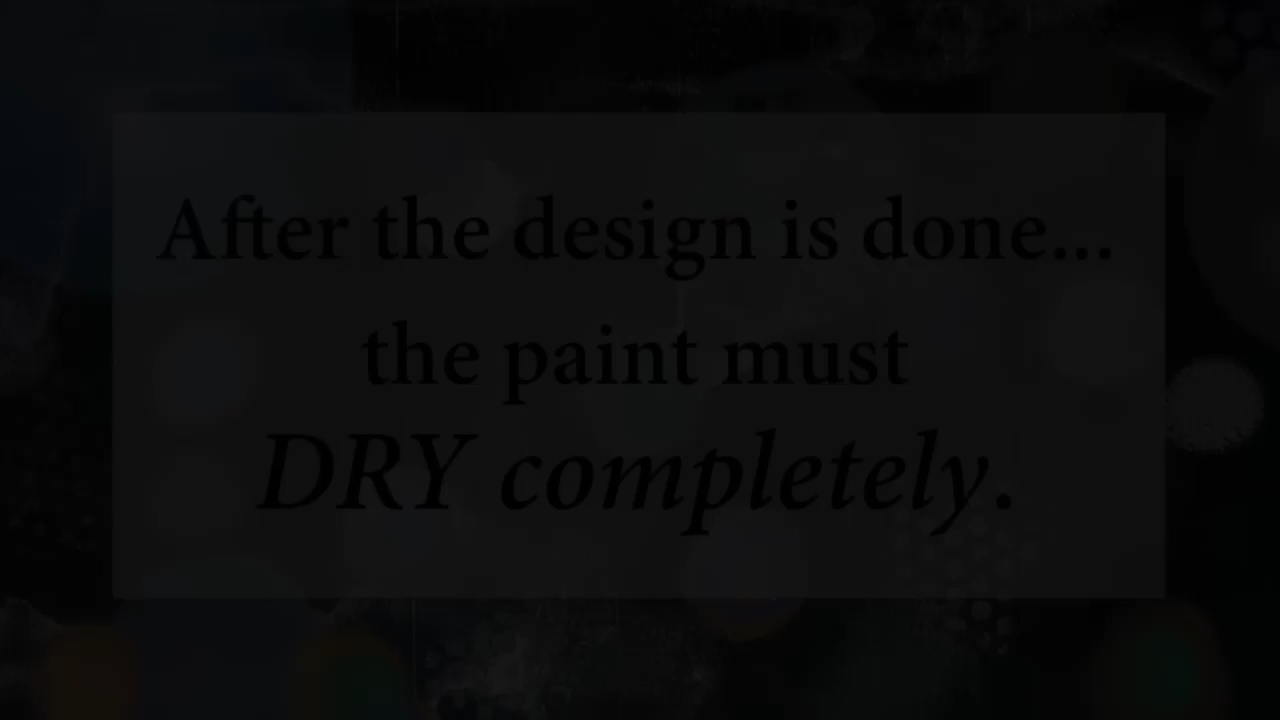 After the design is done...
the paint must
DRY completely.